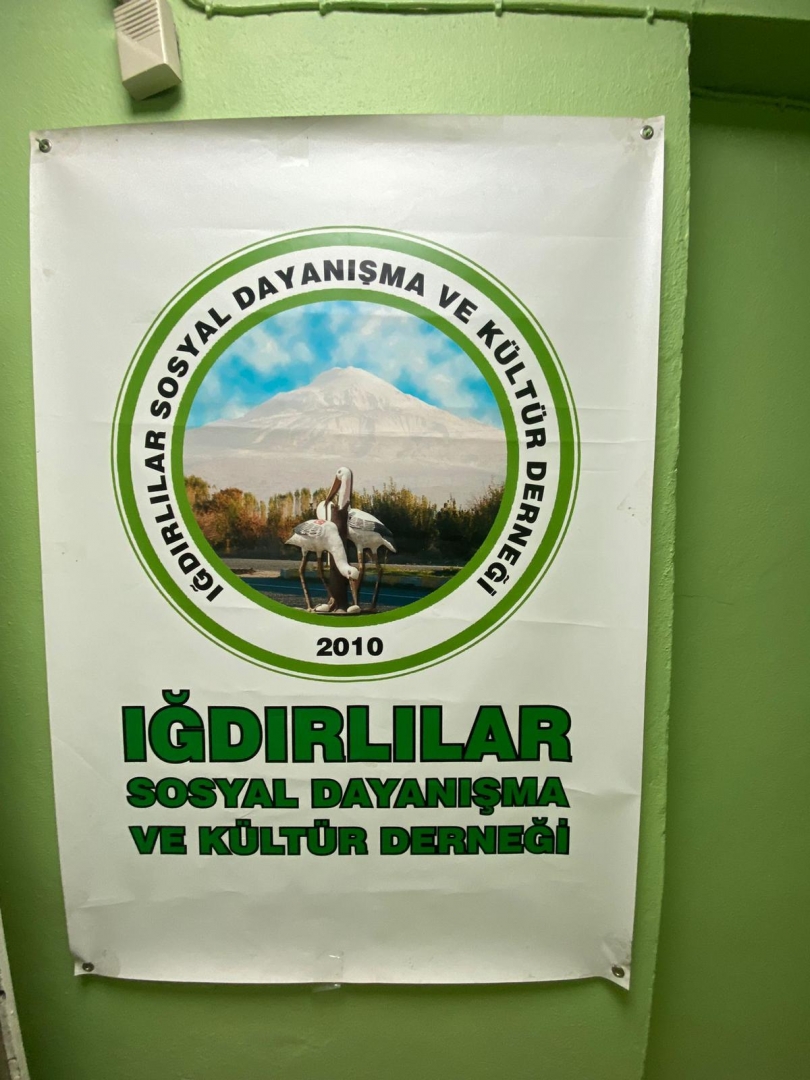 IĞDIRLILAR SOSYAL DAYANIŞMA VE KÜLTÜR DERNEĞİ
2010
IĞDIRLILAR
SOSYAL DAYANIŞMA
VE KÜLTÜR DERNEĞİ